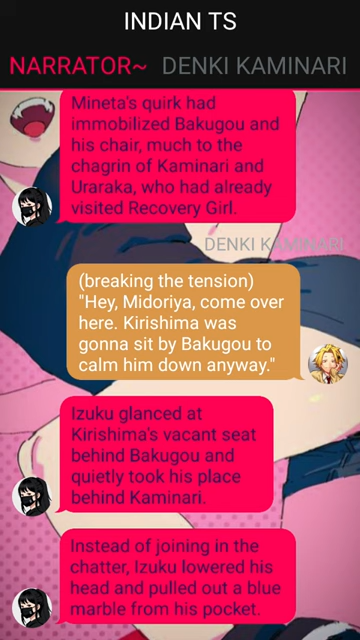 INDIAN TS
NARRATOR~ DENKI KAMINARI
Mineta's quirk had
immobilized Bakugou and
his chair, much to the
chagrin of Kaminari and
Uraraka, who had already
visited Recovery Girl.
DENKI KAMINARI
(breaking the tension)
"Hey, Midoriya, come over
here. Kirishima was
gonna sit by Bakugou to
calm him down anyway."
Izuku glanced at
Kirishima's vacant seat
behind Bakugou and
quietly took his place
behind Kaminari.
Instead of joining in the
chatter, Izuku lowered his
head and pulled out a blue
marble from his pocket.